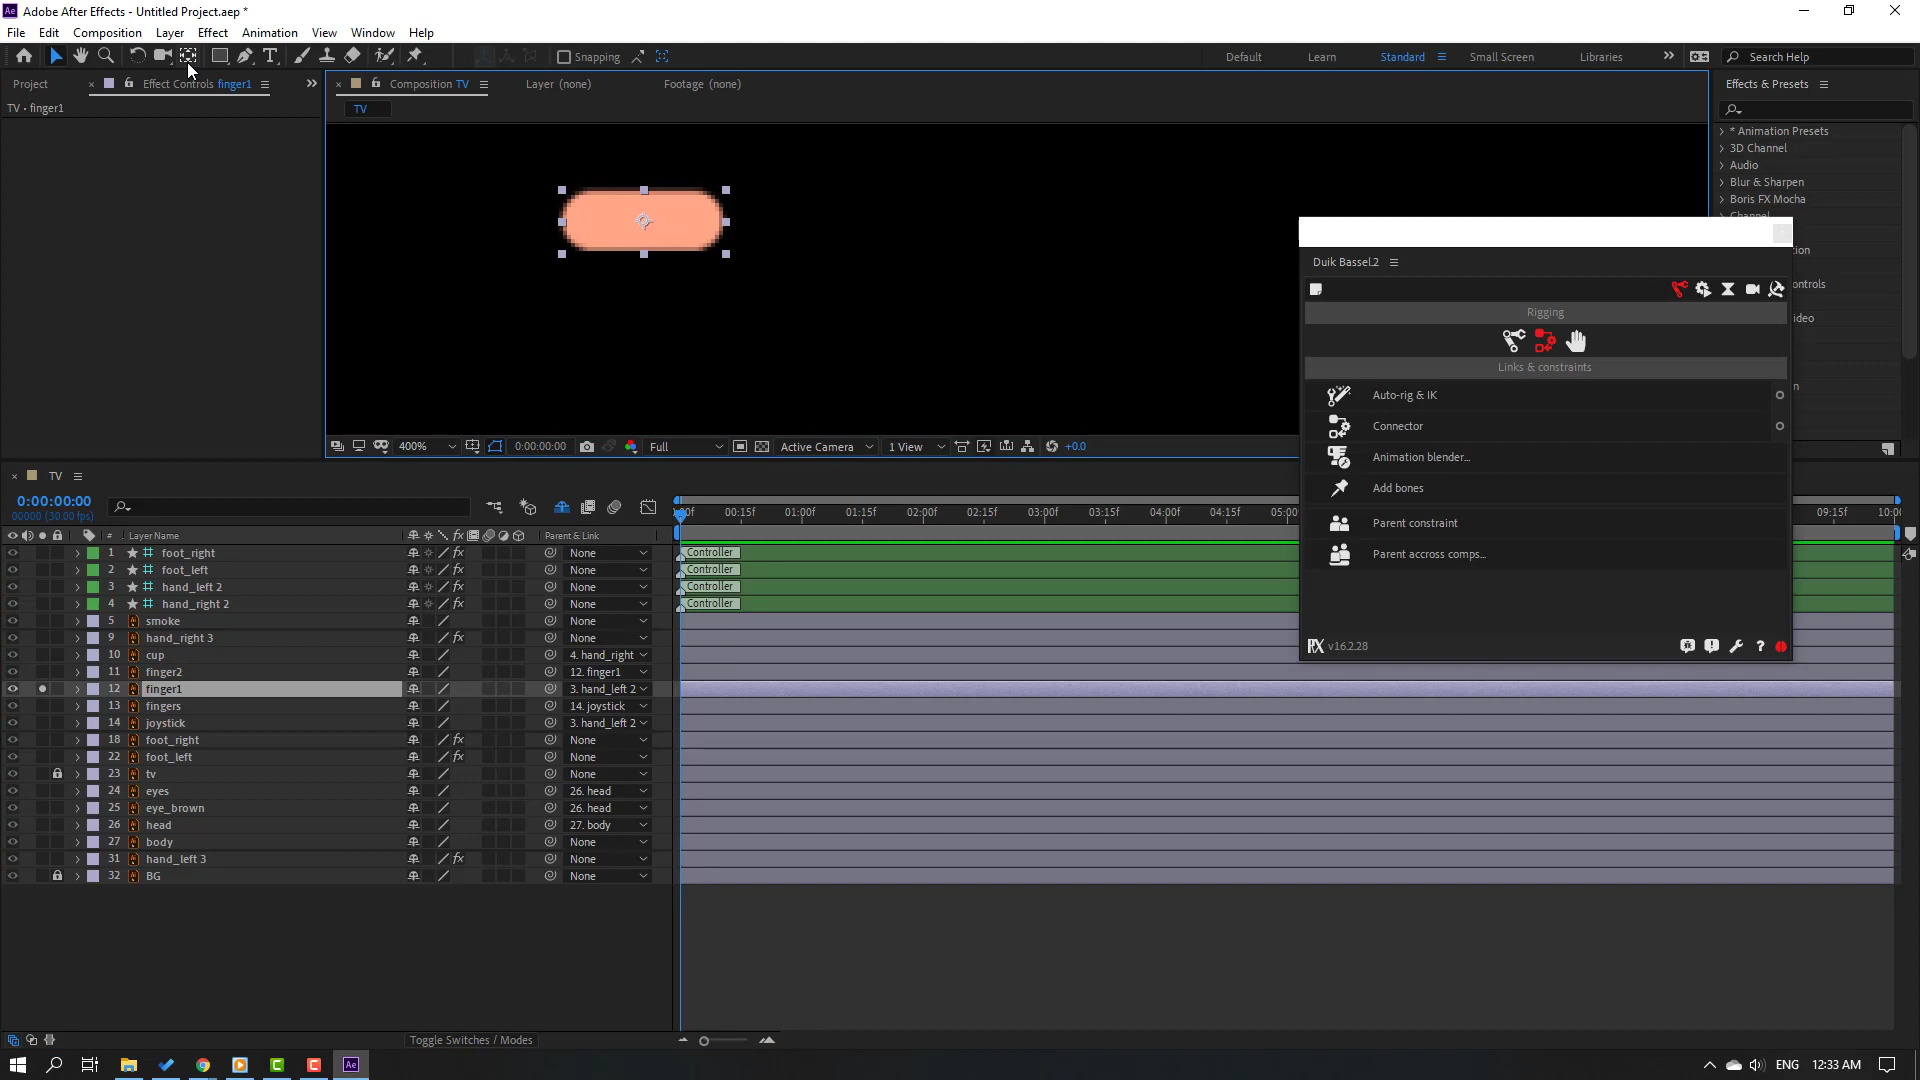 Adobe After Effects - Untitled Project.aep *
File Edit Composition Layer Effect Animation View Window Help
Snapping Default Learn Standard Small Screen Libraries Search Help
Project Effect Controls finger1 Composition TV Layer (none) Footage (none) Effects & Presets
TV • finger1 TV
* Animation Presets
3D Channel
Audio
Blur & Sharpen
Boris FX Mocha
Duik Bassel.2
Rigging
Links & constraints
Auto-rig & IK
Connector
Animation blender...
Add bones
Parent constraint
Parent accross comps...
v16.2.28
400% 0:00:00:00 Full Active Camera 1 View +0.0
TV
0:00:00:00
00000 (30.00 fps)
00:15f 01:00f 01:15f 02:00f 02:15f 03:00f 03:15f 04:00f 04:15f 09:15f
# Layer Name Parent & Link
1 foot_right None Controller
2 foot_left None Controller
3 hand_left 2 None Controller
4 hand_right 2 None Controller
5 smoke None
9 hand_right 3 None
10 cup 4. hand_right
11 finger2 12. finger1
12 finger1 3. hand_left 2
13 fingers 14. joystick
14 joystick 3. hand_left 2
18 foot_right None
22 foot_left None
23 tv None
24 eyes 26. head
25 eye_brown 26. head
26 head 27. body
27 body None
31 hand_left 3 None
32 BG None
Toggle Switches / Modes
ENG 12:33 AM